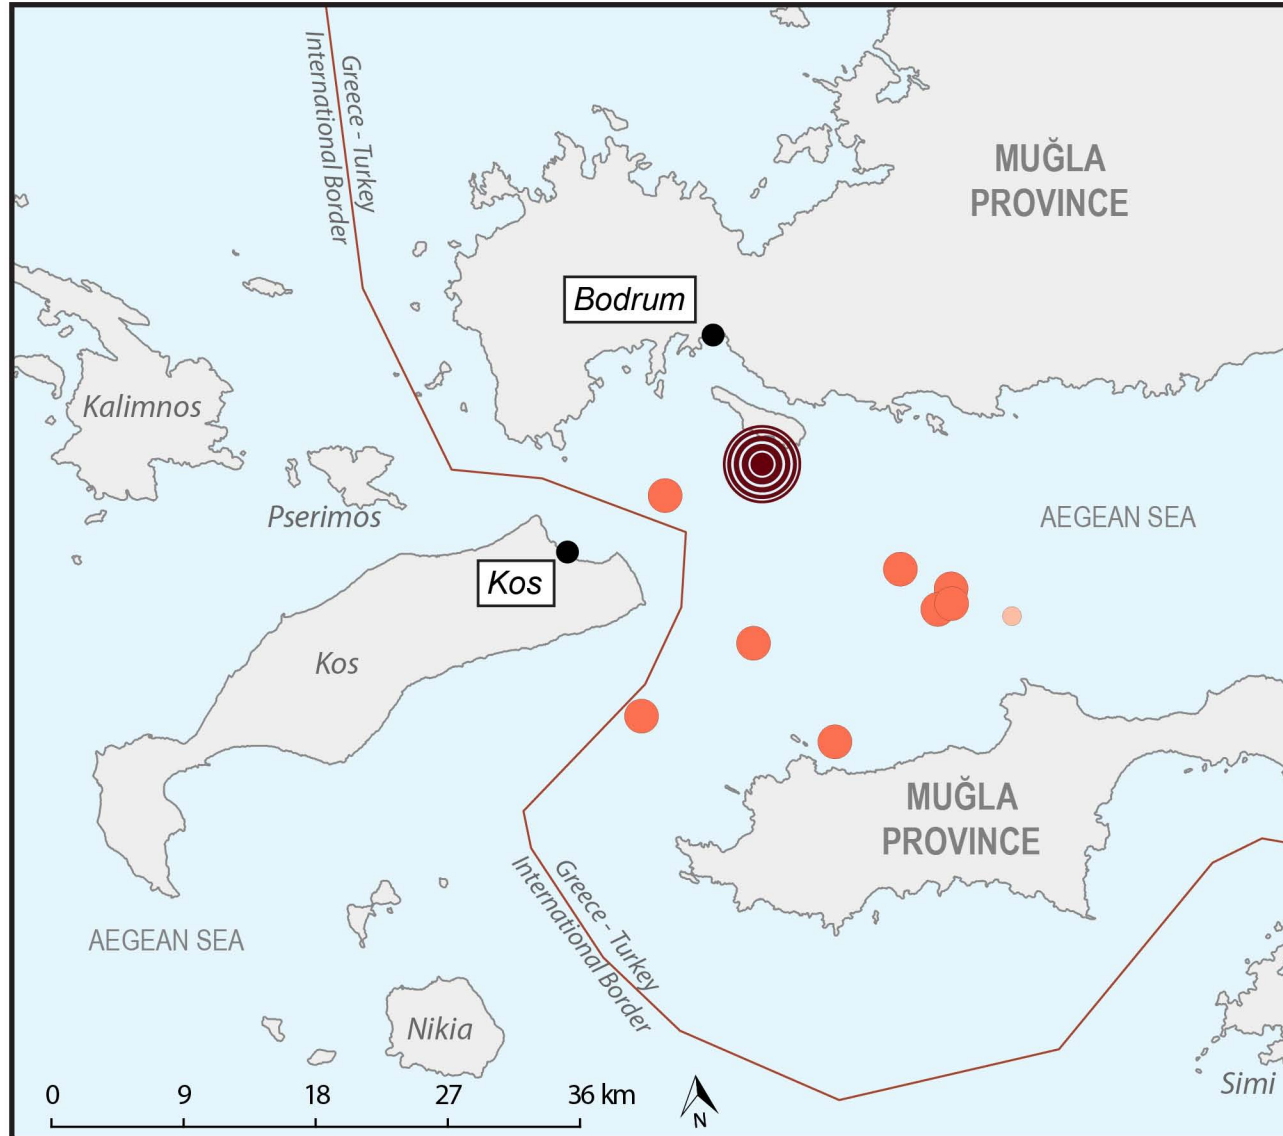 Greece - Turkey
International Border
MUĞLA
PROVINCE
Bodrum
Kalimnos
Pserimos
AEGEAN SEA
Kos
Kos
MUĞLA
PROVINCE
Greece - Turkey
International Border
AEGEAN SEA
Nikia
Simi
0 9 18 27 36 km
N